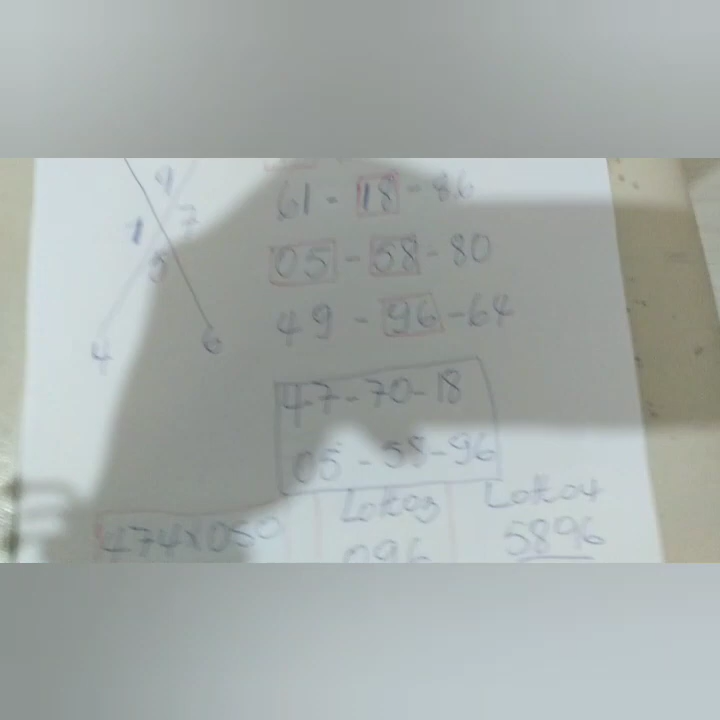 9
61 - 18 - 86
1 7
05 - 58 - 80
5
49 - 96 - 64
4 6
47 - 70 - 18
05 - 58 - 96
Loto3 Loto4
474x050 096 5896